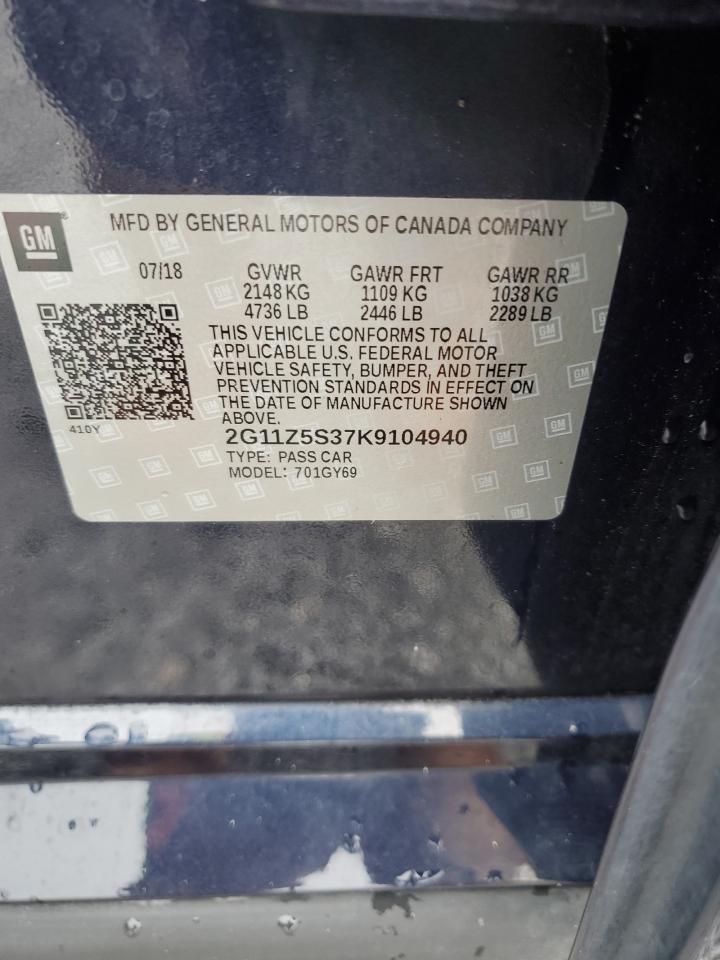 MFD BY GENERAL MOTORS OF CANADA COMPANY
GM
07/18 GVWR GAWR FRT GAWR RR
2148 KG 1109 KG 1038 KG
4736 LB 2446 LB 2289 LB
THIS VEHICLE CONFORMS TO ALL
APPLICABLE U.S. FEDERAL MOTOR
VEHICLE SAFETY, BUMPER, AND THEFT
PREVENTION STANDARDS IN EFFECT ON
THE DATE OF MANUFACTURE SHOWN
ABOVE.
410Y
2G11Z5S37K9104940
TYPE: PASS CAR
MODEL: 701GY69